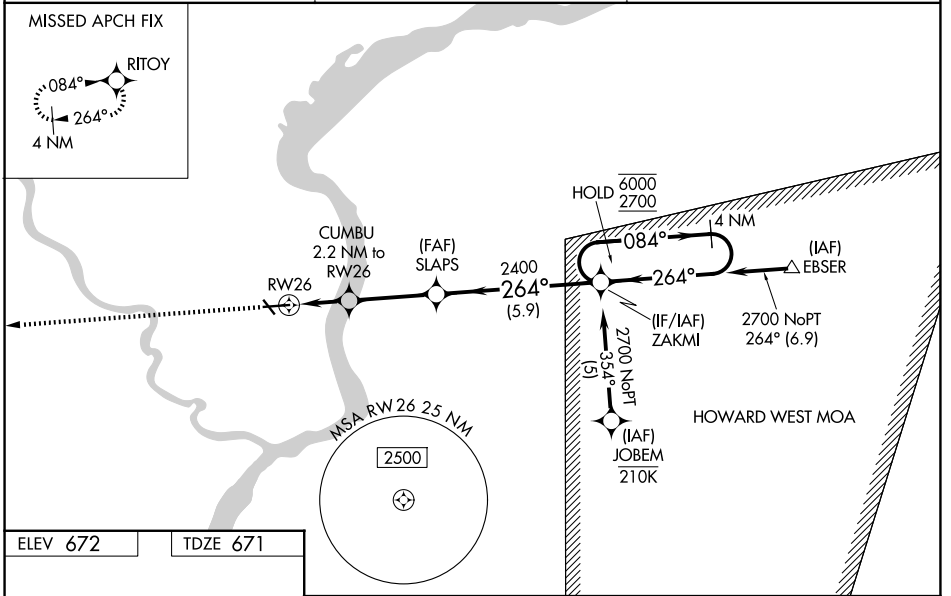 MISSED APCH FIX
RITOY
084°
264°
4 NM
HOLD
6000
2700
4 NM
084°
264°
(IAF)
EBSER
2700 NoPT
264° (6.9)
(IF/IAF)
ZAKMI
CUMBU
2.2 NM to
RW26
(FAF)
SLAPS
2400
264°
(5.9)
RW26
2700 NoPT
354°
(5)
(IAF)
JOBEM
210K
HOWARD WEST MOA
MSA RW26 25 NM
2500
ELEV 672
TDZE 671